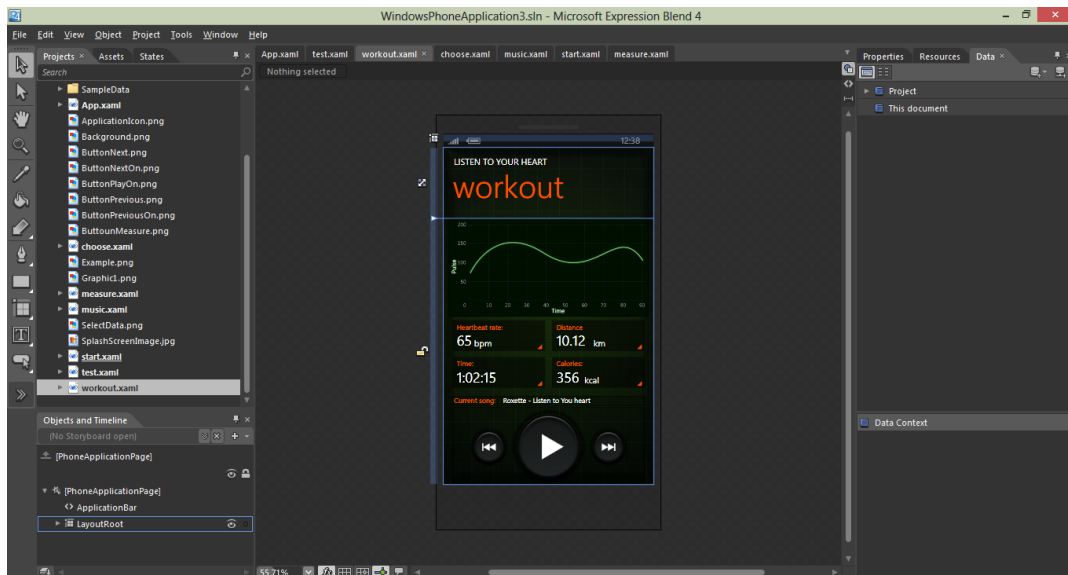 WindowsPhoneApplication3.sln - Microsoft Expression Blend 4
File Edit View Object Project Tools Window Help
Projects × Assets States
Search
SampleData
App.xaml
ApplicationIcon.png
Background.png
ButtonNext.png
ButtonNextOn.png
ButtonPlayOn.png
ButtonPrevious.png
ButtonPreviousOn.png
ButtounMeasure.png
choose.xaml
Example.png
Graphic1.png
measure.xaml
music.xaml
SelectData.png
SplashScreenImage.jpg
start.xaml
test.xaml
workout.xaml
Objects and Timeline
(No Storyboard open)
[PhoneApplicationPage]
[PhoneApplicationPage]
ApplicationBar
LayoutRoot
App.xaml test.xaml workout.xaml × choose.xaml music.xaml start.xaml measure.xaml
Nothing selected
12:38
LISTEN TO YOUR HEART
workout
200
150
100
50
Pulse
0 10 20 30 40 50 60 70 80 90
Time
Heartbeat rate:
65 bpm
Distance
10.12 km
Time:
1:02:15
Calories:
356 kcal
Current song: Roxette - Listen to You heart
55.71%
fx
Properties Resources Data ×
Project
This document
Data Context